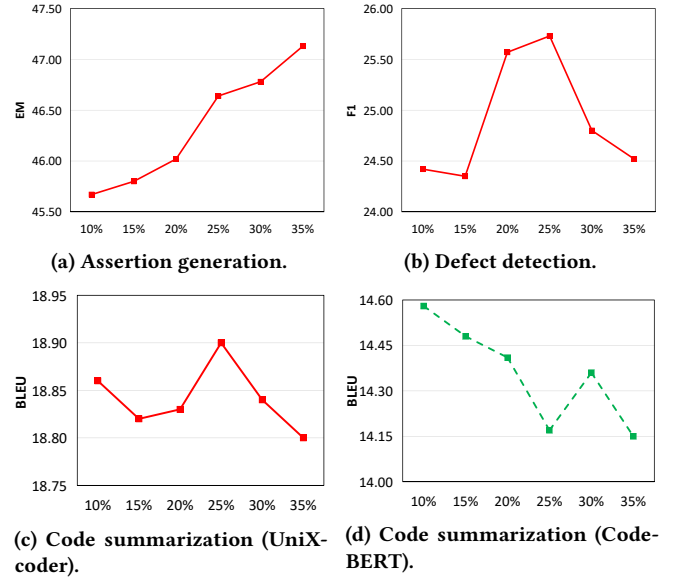 47.50
47.00
46.50
46.00
45.50
EM
10% 15% 20% 25% 30% 35%
(a) Assertion generation.
26.00
25.50
25.00
24.50
24.00
F1
10% 15% 20% 25% 30% 35%
(b) Defect detection.
18.95
18.90
18.85
18.80
18.75
BLEU
10% 15% 20% 25% 30% 35%
(c) Code summarization (UniX-
coder).
14.60
14.45
14.30
14.15
14.00
BLEU
10% 15% 20% 25% 30% 35%
(d) Code summarization (Code-
BERT).